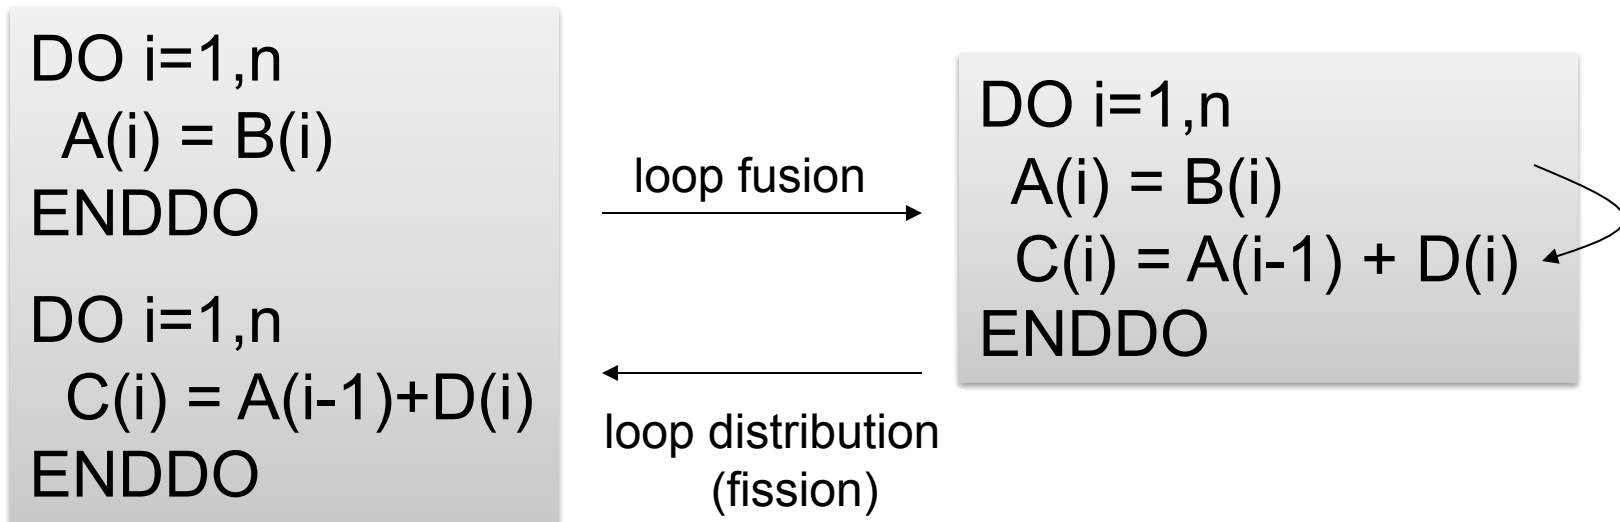 DO i=1,n
A(i) = B(i)
ENDDO
DO i=1,n
C(i) = A(i-1)+D(i)
ENDDO
loop fusion
loop distribution
(fission)
DO i=1,n
A(i) = B(i)
C(i) = A(i-1) + D(i)
ENDDO